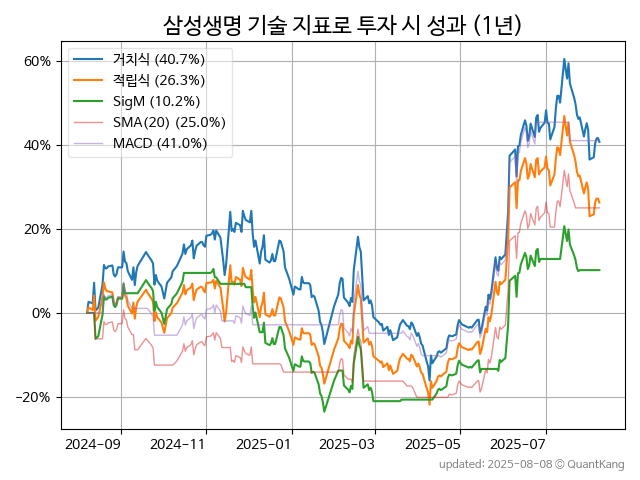 삼성생명 기술 지표로 투자 시 성과 (1년)
거치식 (40.7%)
적립식 (26.3%)
SigM (10.2%)
SMA(20) (25.0%)
MACD (41.0%)
60%
40%
20%
0%
−20%
2024-09
2024-11
2025-01
2025-03
2025-05
2025-07
updated: 2025-08-08 © QuantKang